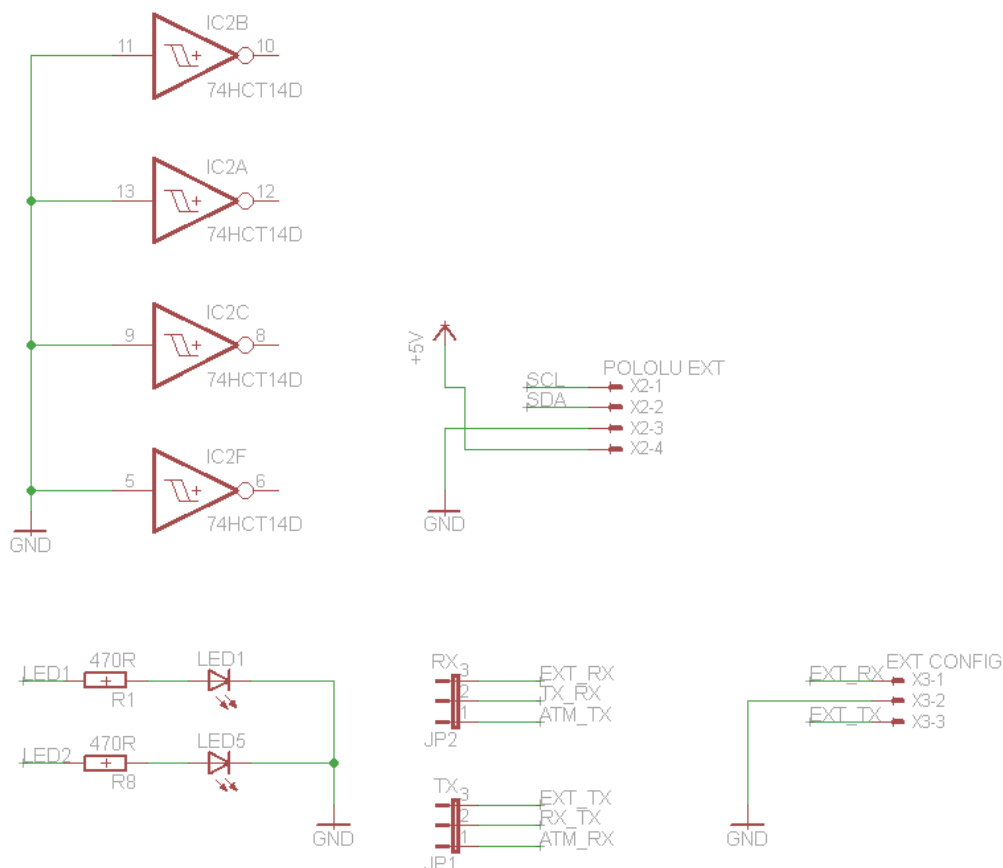 IC2B
11 10
74HCT14D
IC2A
13 12
74HCT14D
IC2C
9 8
74HCT14D
IC2F
5 6
74HCT14D
GND
+5V
POLOLU EXT
SCL X2-1
SDA X2-2
X2-3
X2-4
GND
LED1 470R LED1
R1
LED2 470R LED5
R8
GND
RX
3 EXT_RX
2 TX_RX
1 ATM_TX
JP2
TX
3 EXT_TX
2 RX_TX
1 ATM_RX
JP1
EXT CONFIG
EXT_RX X3-1
X3-2
EXT_TX X3-3
GND